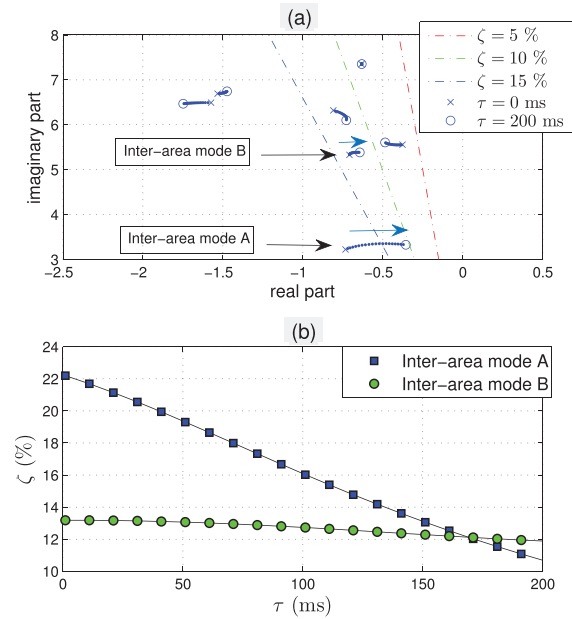 (a)
ζ = 5 %
ζ = 10 %
ζ = 15 %
τ = 0 ms
τ = 200 ms
8
7
6
5
4
3
imaginary part
Inter-area mode B
Inter-area mode A
−2.5
−2
−1.5
−1
−0.5
0
0.5
real part
(b)
Inter-area mode A
Inter-area mode B
24
22
20
18
16
14
12
10
ζ (%)
0
50
100
150
200
τ (ms)